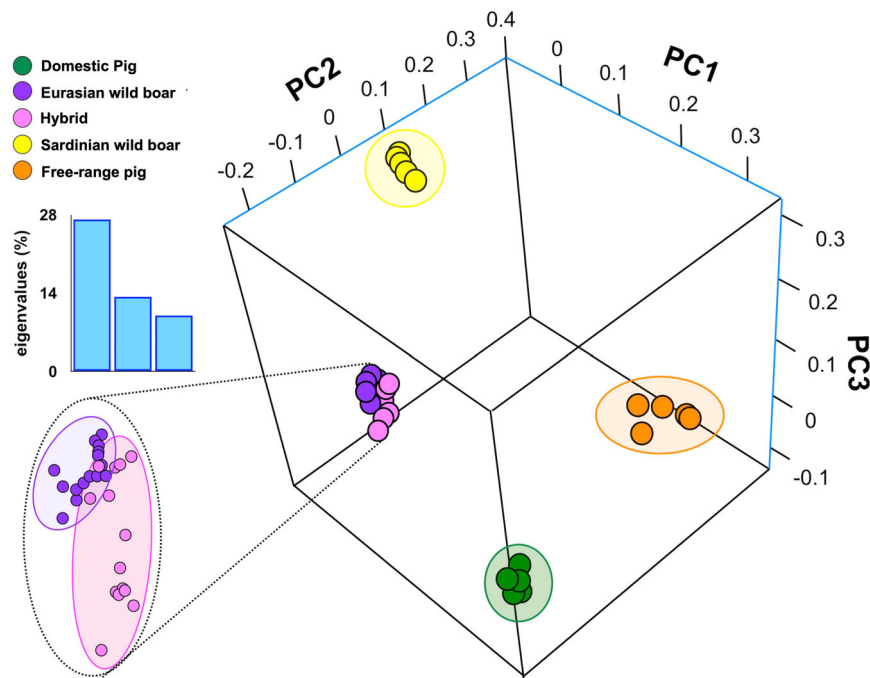 Domestic Pig
Eurasian wild boar
Hybrid
Sardinian wild boar
Free-range pig
eigenvalues (%)
28
14
0
PC2
-0.2
-0.1
0
0.1
0.2
0.3
0.4
PC1
0
0.1
0.2
0.3
PC3
0.3
0.2
0.1
0
-0.1